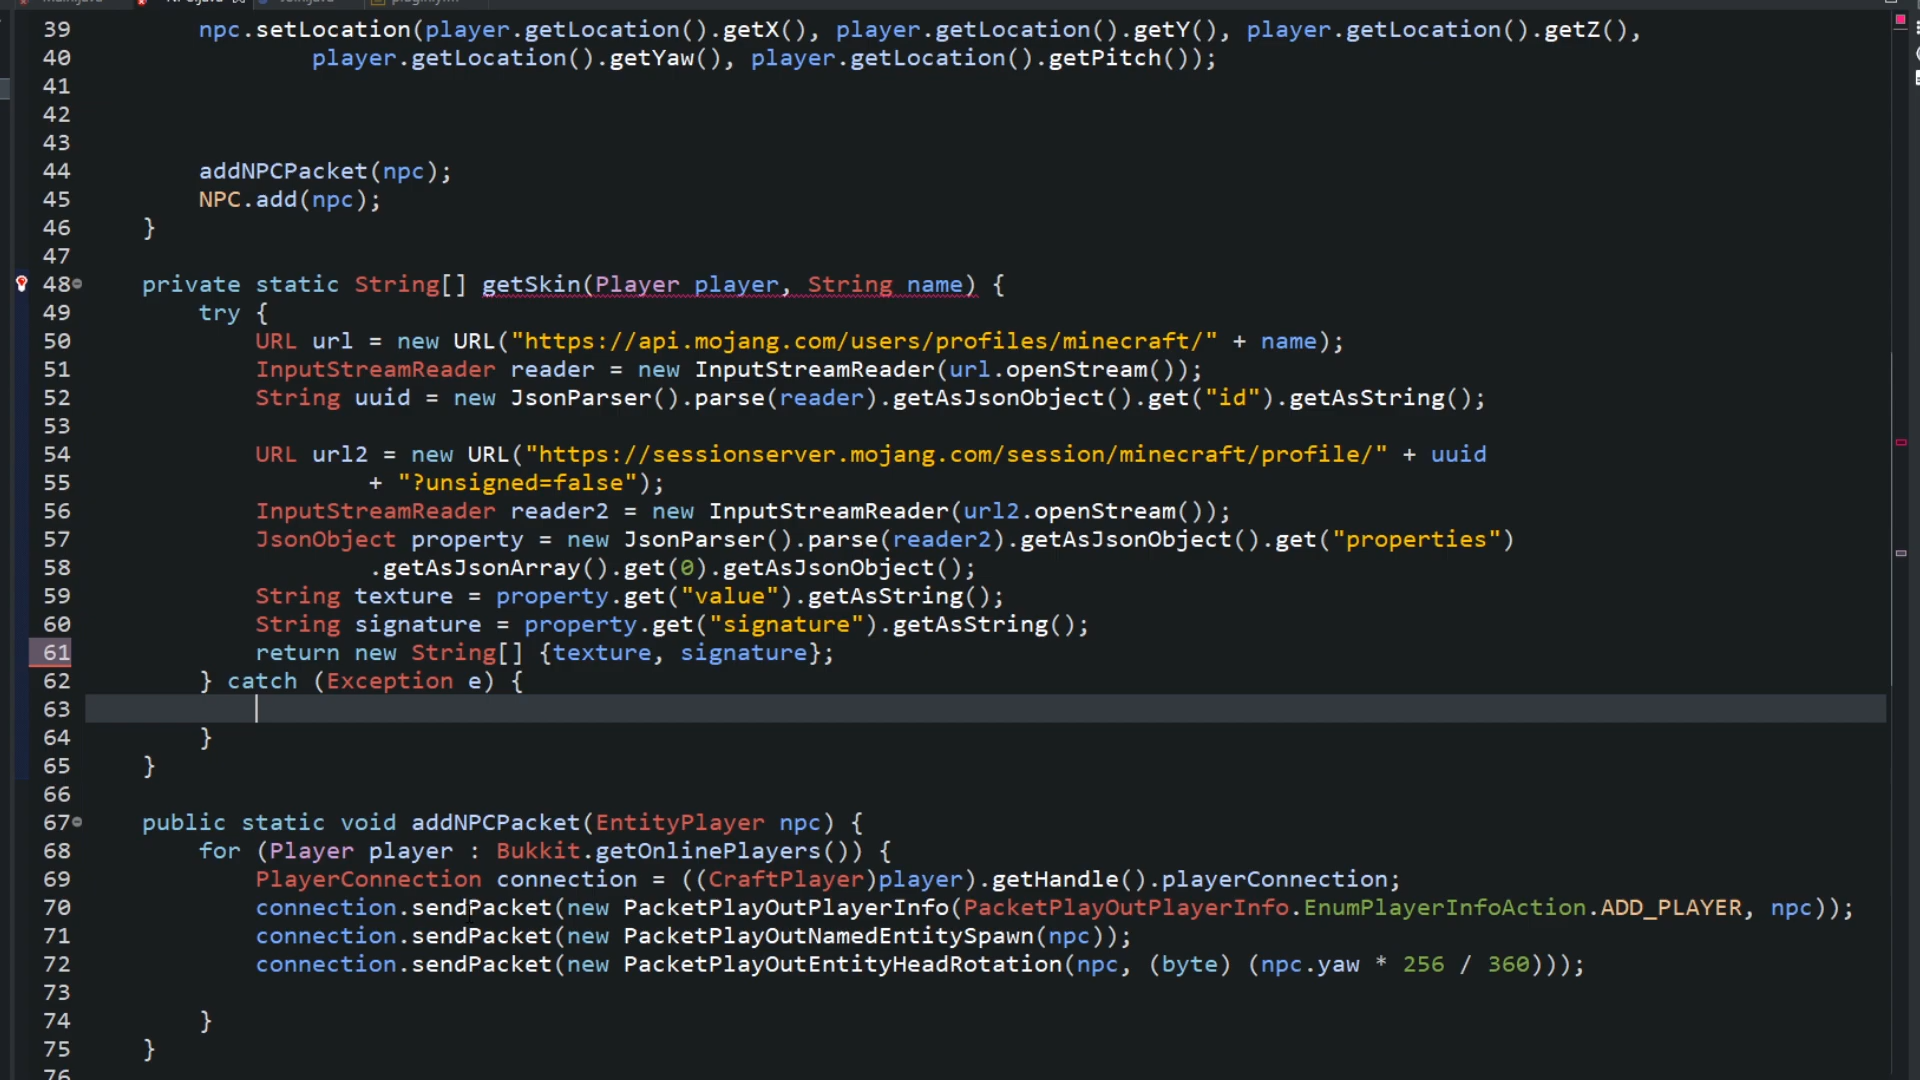 39 npc.setLocation(player.getLocation().getX(), player.getLocation().getY(), player.getLocation().getZ(),
40 player.getLocation().getYaw(), player.getLocation().getPitch());
41
42
43
44 addNPCPacket(npc);
45 NPC.add(npc);
46 }
47
48 private static String[] getSkin(Player player, String name) {
49 try {
50 URL url = new URL("https://api.mojang.com/users/profiles/minecraft/" + name);
51 InputStreamReader reader = new InputStreamReader(url.openStream());
52 String uuid = new JsonParser().parse(reader).getAsJsonObject().get("id").getAsString();
53
54 URL url2 = new URL("https://sessionserver.mojang.com/session/minecraft/profile/" + uuid
55 + "?unsigned=false");
56 InputStreamReader reader2 = new InputStreamReader(url2.openStream());
57 JsonObject property = new JsonParser().parse(reader2).getAsJsonObject().get("properties")
58 .getAsJsonArray().get(0).getAsJsonObject();
59 String texture = property.get("value").getAsString();
60 String signature = property.get("signature").getAsString();
61 return new String[] {texture, signature};
62 } catch (Exception e) {
63
64 }
65 }
66
67 public static void addNPCPacket(EntityPlayer npc) {
68 for (Player player : Bukkit.getOnlinePlayers()) {
69 PlayerConnection connection = ((CraftPlayer)player).getHandle().playerConnection;
70 connection.sendPacket(new PacketPlayOutPlayerInfo(PacketPlayOutPlayerInfo.EnumPlayerInfoAction.ADD_PLAYER, npc));
71 connection.sendPacket(new PacketPlayOutNamedEntitySpawn(npc));
72 connection.sendPacket(new PacketPlayOutEntityHeadRotation(npc, (byte) (npc.yaw * 256 / 360)));
73
74 }
75 }
76